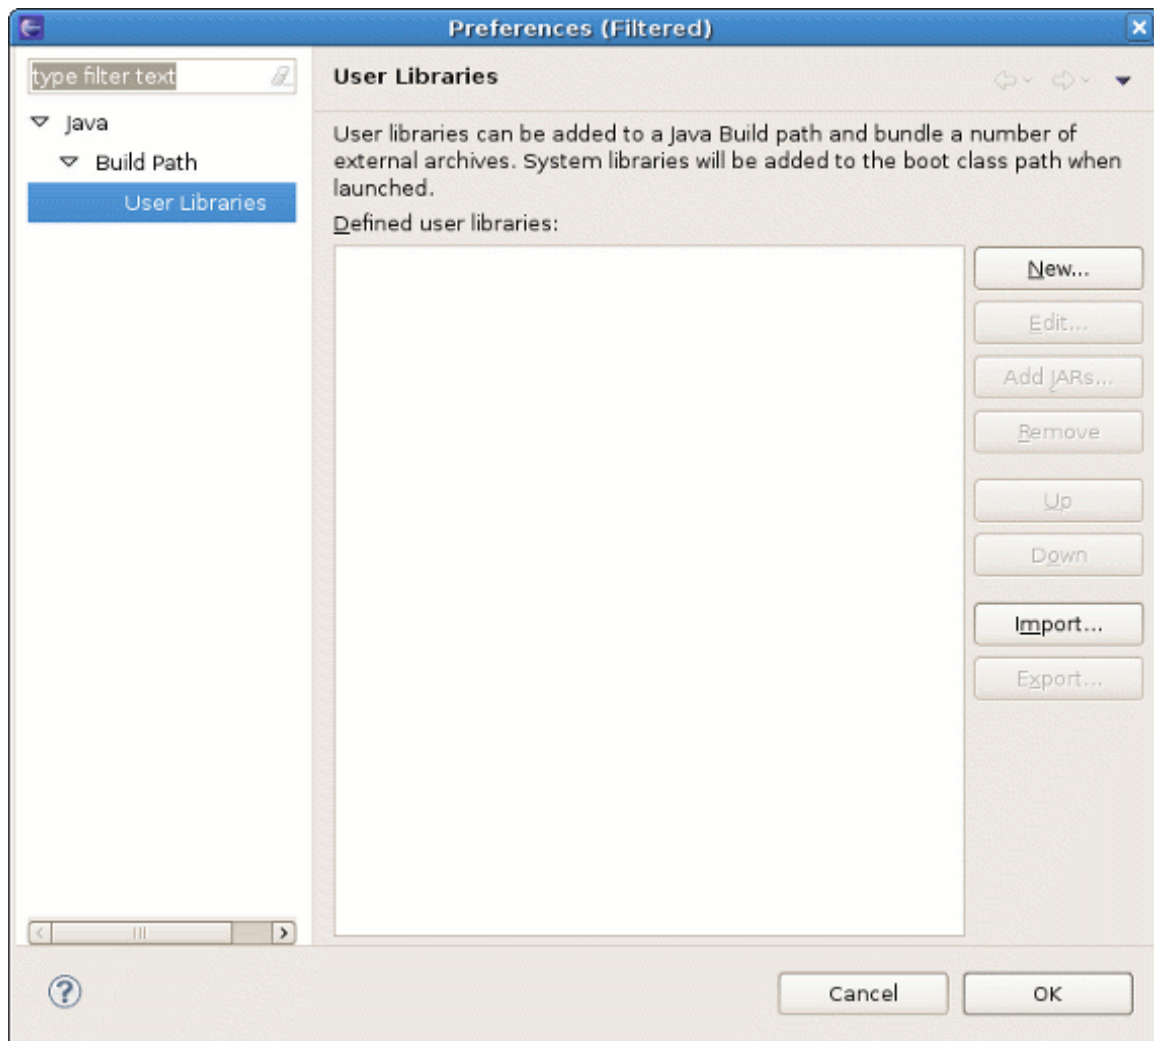 Preferences (Filtered)
type filter text
Java
Build Path
User Libraries
User Libraries
User libraries can be added to a Java Build path and bundle a number of
external archives. System libraries will be added to the boot class path when
launched.
Defined user libraries:
New...
Edit...
Add JARs...
Remove
Up
Down
Import...
Export...
Cancel
OK